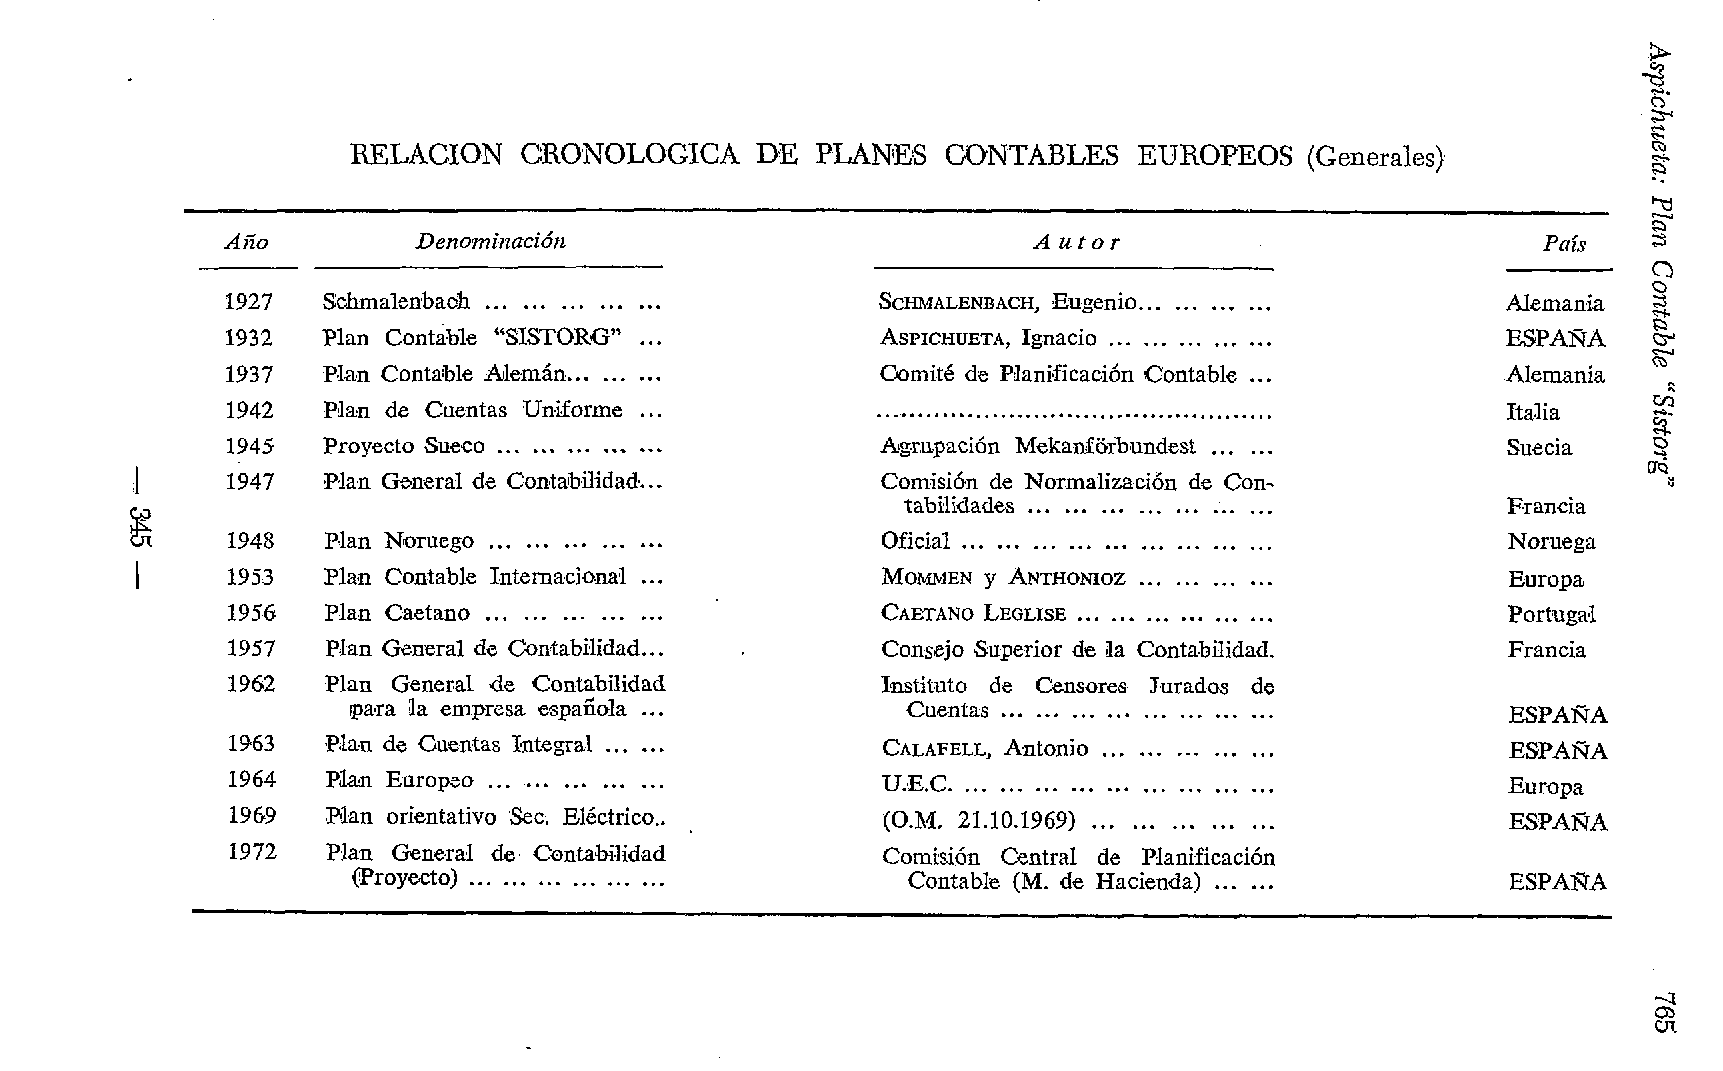 Aspichueta: Plan Contable “Sistorg”
765
RELACION CRONOLOGICA DE PLANES CONTABLES EUROPEOS (Generales)
Año Denominación Autor País
1927 Schmalenbach ... ... ... ... ... SCHMALENBACH, Eugenio... ... ... ... Alemania
1932 Plan Contable “SISTORG” ... ASPICHUETA, Ignacio ... ... ... ... ... ESPAÑA
1937 Plan Contable Alemán... ... ... Comité de Planificación Contable ... Alemania
1942 Plan de Cuentas Uniforme ... ................................................ Italia
1945 Proyecto Sueco ... ... ... ... ... Agrupación Mekanförbundest ... ... Suecia
1947 Plan General de Contabilidad... Comisión de Normalización de Con-
tabilidades ... ... ... ... ... ... ... Francia
1948 Plan Noruego ... ... ... ... ... Oficial ... ... ... ... ... ... ... ... ... Noruega
1953 Plan Contable Internacional ... MOMMEN y ANTHONIOZ ... ... ... ... Europa
1956 Plan Caetano ... ... ... ... ... CAETANO LEGLISE ... ... ... ... ... ... Portugal
1957 Plan General de Contabilidad... Consejo Superior de la Contabilidad. Francia
1962 Plan General de Contabilidad Instituto de Censores Jurados de
para la empresa española ... Cuentas ... ... ... ... ... ... ... ... ESPAÑA
1963 Plan de Cuentas Integral ... ... CALAFELL, Antonio ... ... ... ... ... ESPAÑA
1964 Plan Europeo ... ... ... ... ... U.E.C. ... ... ... ... ... ... ... ... ... Europa
1969 Plan orientativo Sec. Eléctrico.. (O.M. 21.10.1969) ... ... ... ... ... ESPAÑA
1972 Plan General de Contabilidad Comisión Central de Planificación
(Proyecto) ... ... ... ... ... ... Contable (M. de Hacienda) ... ... ESPAÑA
— 345 —